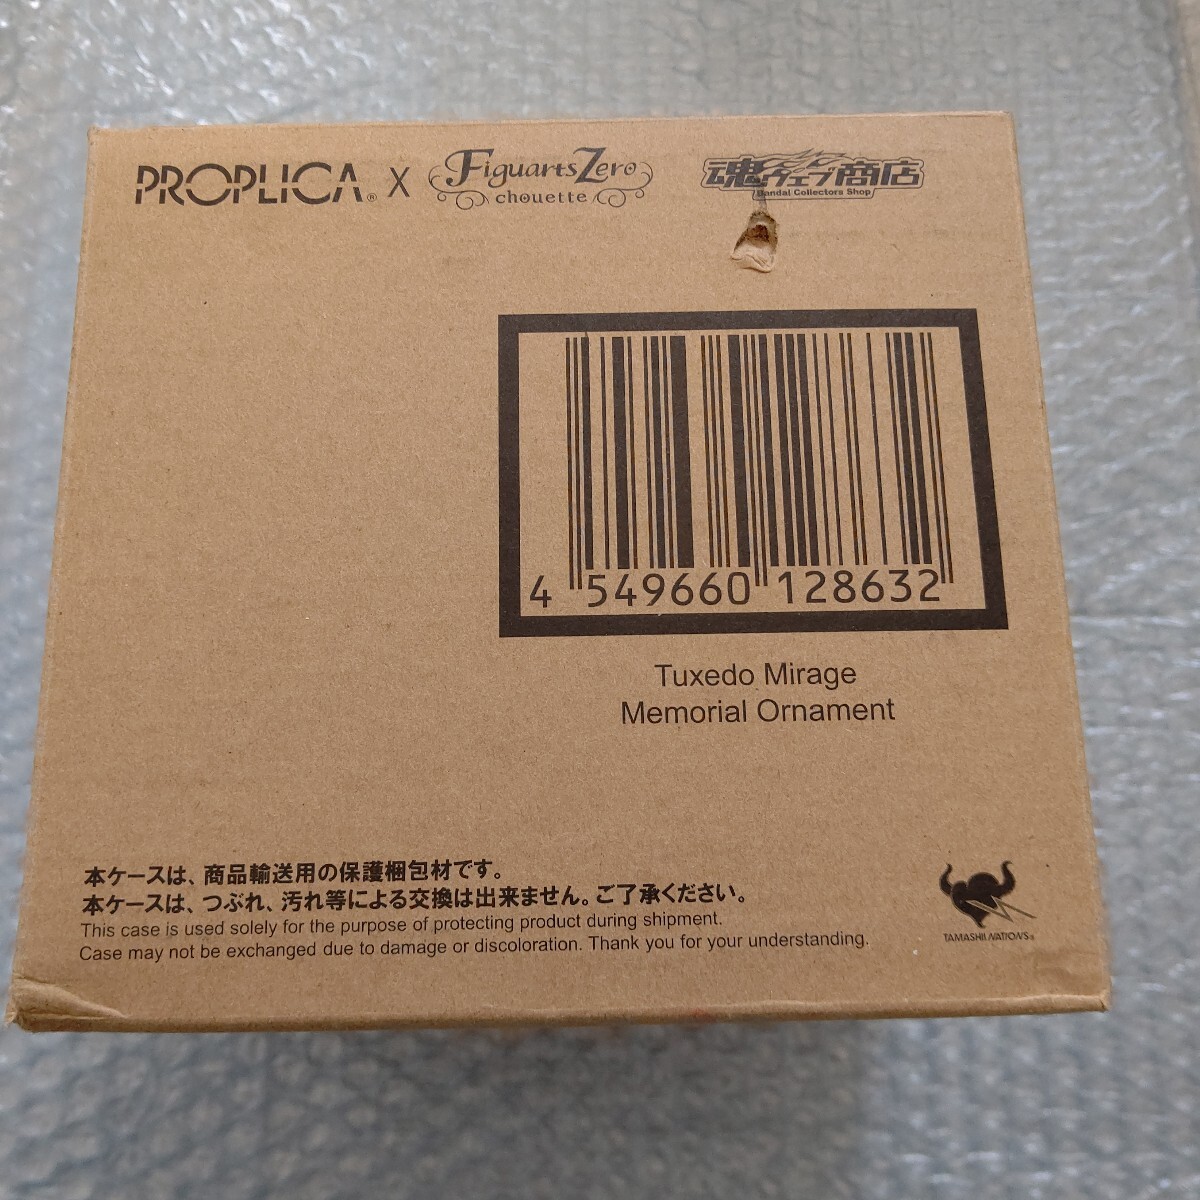 PROPLICA® X Figuarts Zero chouette
魂ウェブ商店
Bandai Collectors Shop
4 549660 128632
Tuxedo Mirage
Memorial Ornament
本ケースは、商品輸送用の保護梱包材です。
本ケースは、つぶれ、汚れ等による交換は出来ません。ご了承ください。
This case is used solely for the purpose of protecting product during shipment.
Case may not be exchanged due to damage or discoloration. Thank you for your understanding.
TAMASHII NATIONS®